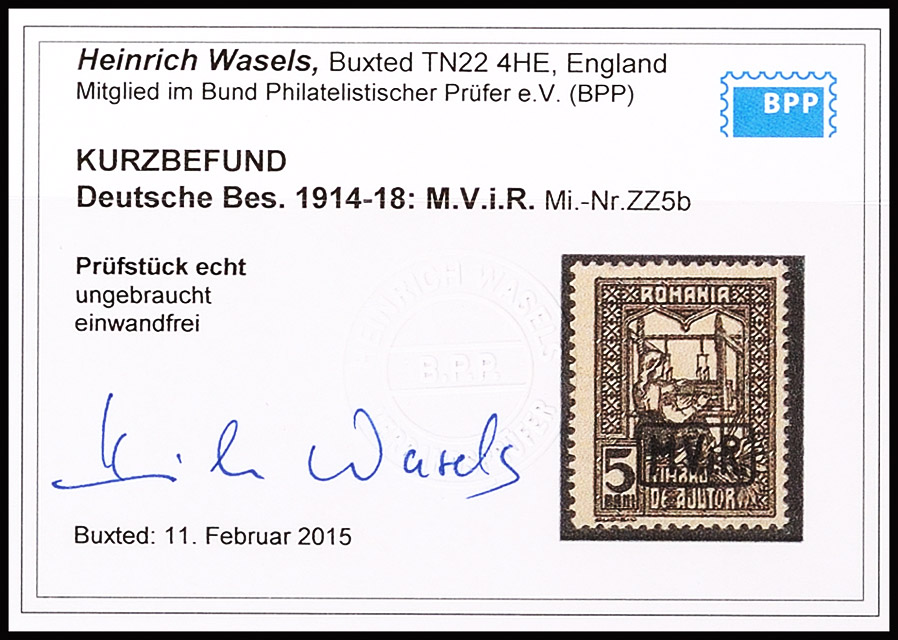 Heinrich Wasels, Buxted TN22 4HE, England
Mitglied im Bund Philatelistischer Prüfer e.V. (BPP)
BPP
KURZBEFUND
Deutsche Bes. 1914-18: M.V.i.R. Mi.-Nr.ZZ5b
Prüfstück echt
ungebraucht
einwandfrei
HEINRICH WASELS
B.P.P.
ROMANIA
M.V.i.R.
5
BANI
TIMBRU
DE AJUTOR
Wasels
Buxted: 11. Februar 2015